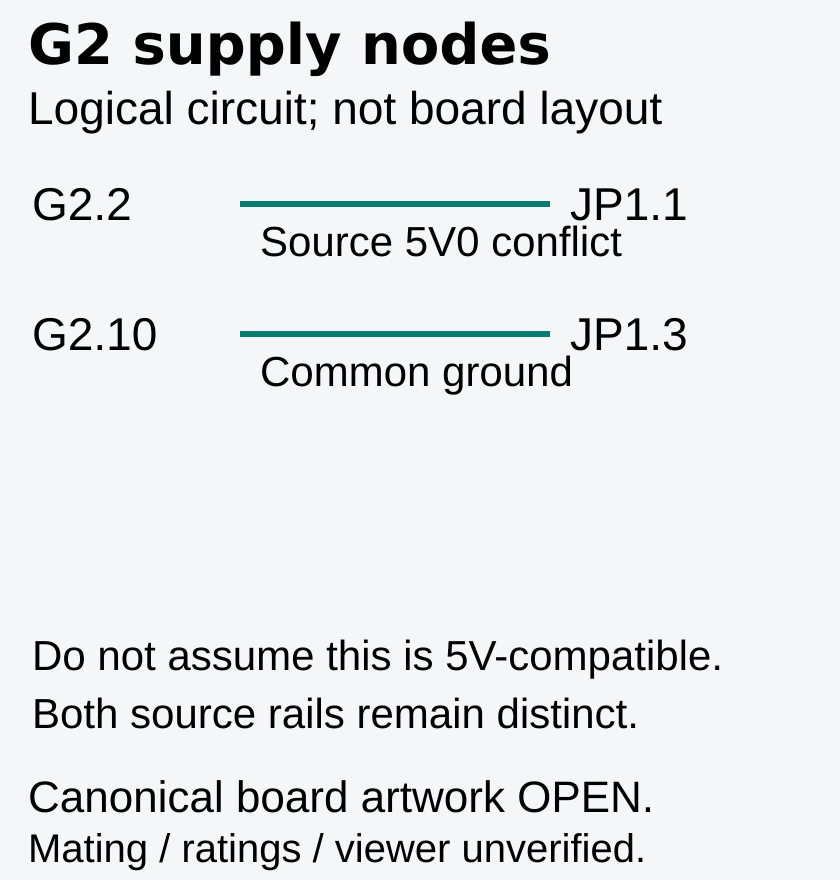 G2 supply nodes
Logical circuit; not board layout
G2.2 JP1.1
Source 5V0 conflict
G2.10 JP1.3
Common ground
Do not assume this is 5V-compatible.
Both source rails remain distinct.
Canonical board artwork OPEN.
Mating / ratings / viewer unverified.